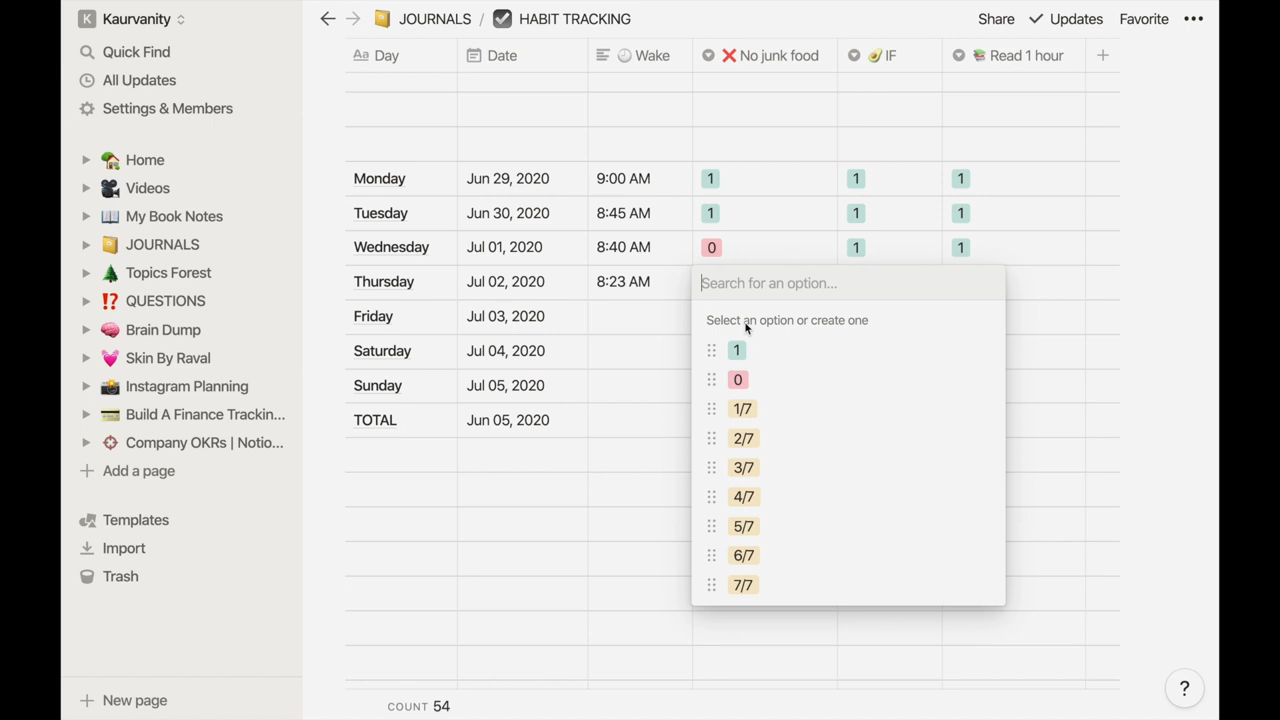 K Kaurvanity
JOURNALS / HABIT TRACKING
Share Updates Favorite
Quick Find
All Updates
Settings & Members
Home
Videos
My Book Notes
JOURNALS
Topics Forest
QUESTIONS
Brain Dump
Skin By Raval
Instagram Planning
Build A Finance Trackin...
Company OKRs | Notio...
Add a page
Templates
Import
Trash
New page
Aa Day Date Wake No junk food IF Read 1 hour
Monday Jun 29, 2020 9:00 AM 1 1 1
Tuesday Jun 30, 2020 8:45 AM 1 1 1
Wednesday Jul 01, 2020 8:40 AM 0 1 1
Thursday Jul 02, 2020 8:23 AM
Friday Jul 03, 2020
Saturday Jul 04, 2020
Sunday Jul 05, 2020
TOTAL Jun 05, 2020
Search for an option...
Select an option or create one
1
0
1/7
2/7
3/7
4/7
5/7
6/7
7/7
COUNT 54
?